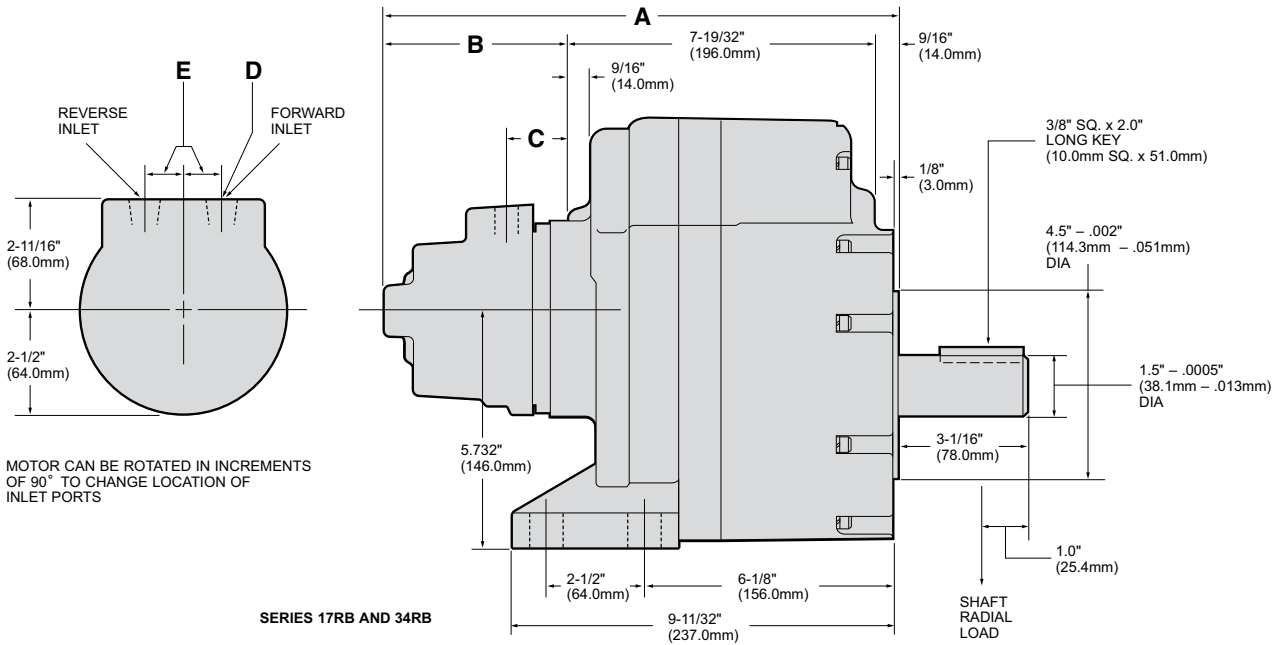 A
B
7-19/32"
(196.0mm)
9/16"
(14.0mm)
9/16"
(14.0mm)
C
E
D
REVERSE
INLET
FORWARD
INLET
2-11/16"
(68.0mm)
2-1/2"
(64.0mm)
MOTOR CAN BE ROTATED IN INCREMENTS
OF 90° TO CHANGE LOCATION OF
INLET PORTS
3/8" SQ. x 2.0"
LONG KEY
(10.0mm SQ. x 51.0mm)
1/8"
(3.0mm)
4.5" – .002"
(114.3mm – .051mm)
DIA
1.5" – .0005"
(38.1mm – .013mm)
DIA
5.732"
(146.0mm)
3-1/16"
(78.0mm)
1.0"
(25.4mm)
2-1/2"
(64.0mm)
6-1/8"
(156.0mm)
9-11/32"
(237.0mm)
SHAFT
RADIAL
LOAD
SERIES 17RB AND 34RB